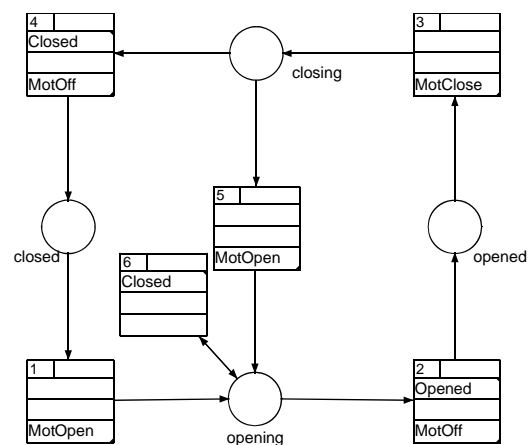 4
Closed
MotOff
closing
3
MotClose
5
MotOpen
closed
6
Closed
opened
1
MotOpen
opening
2
Opened
MotOff